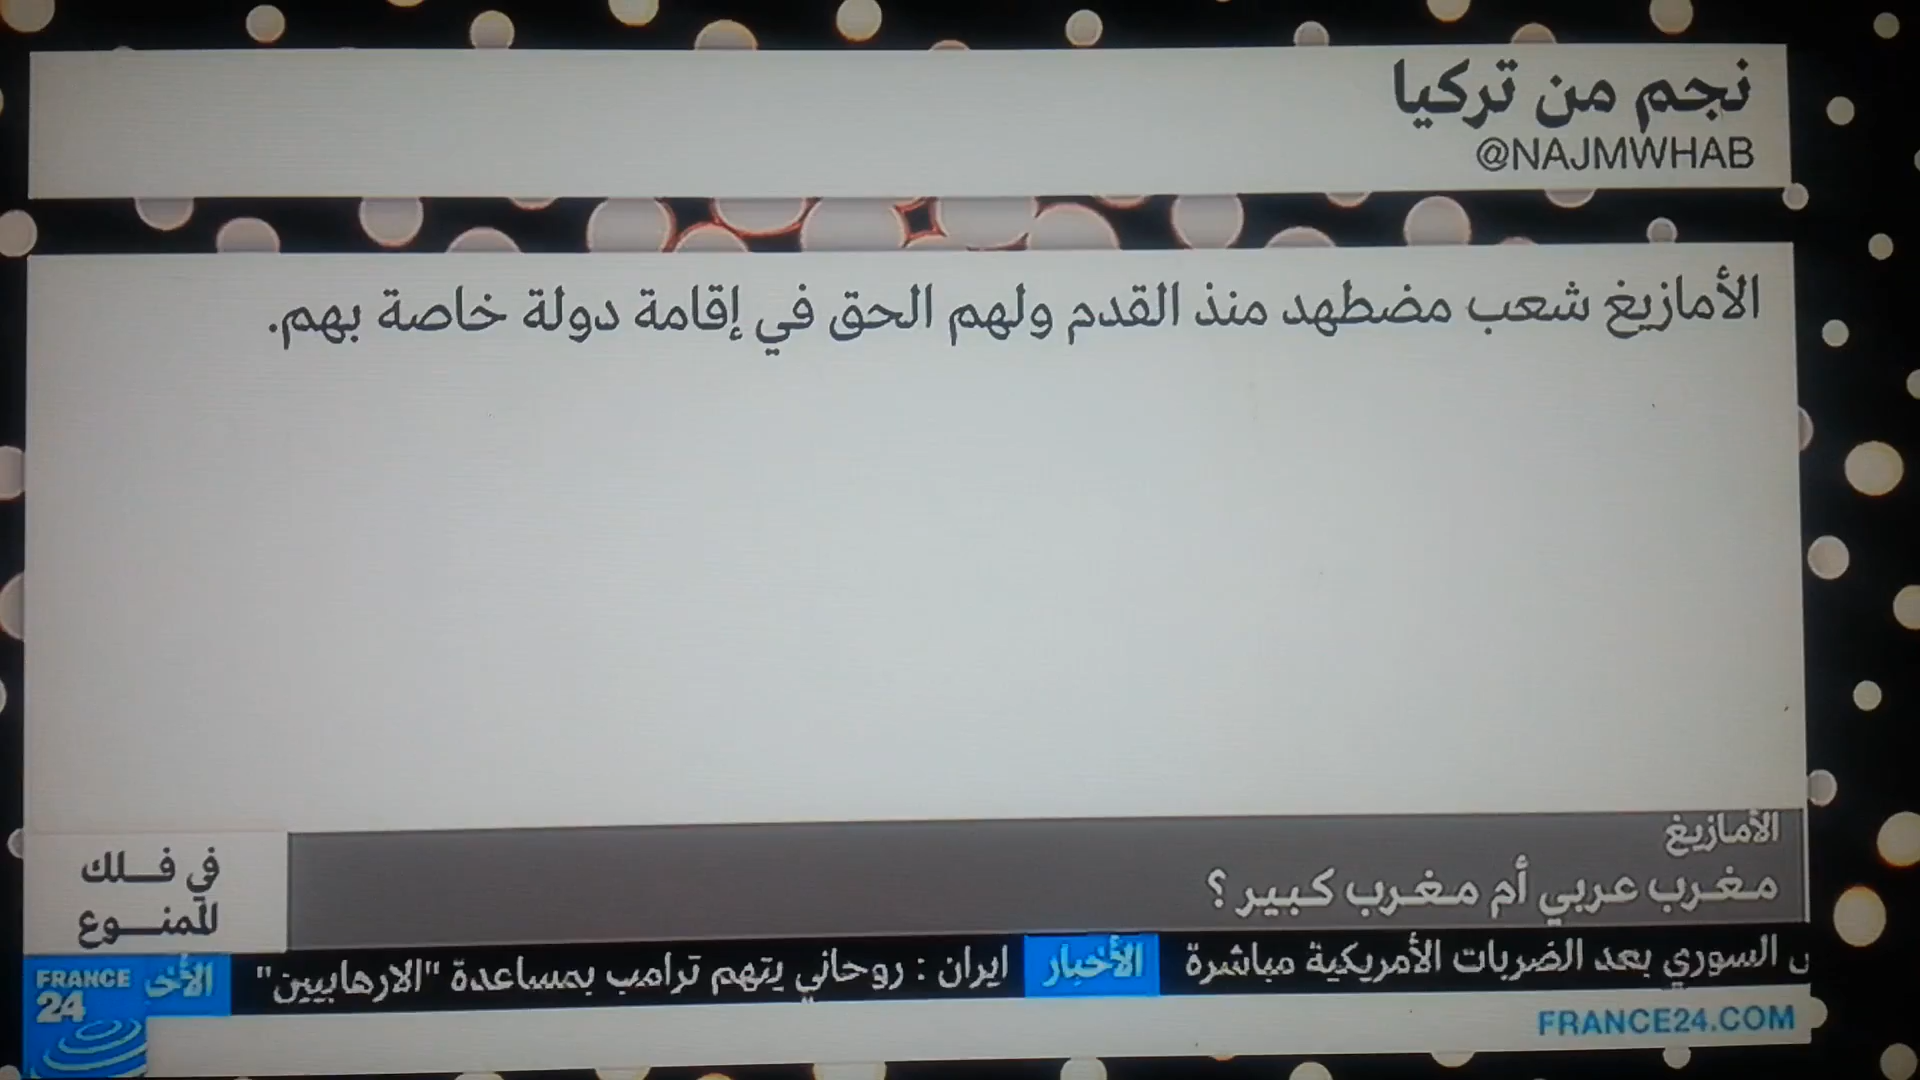 نجم من تركيا
@NAJMWHAB
الأمازيغ شعب مضطهد منذ القدم ولهم الحق في إقامة دولة خاصة بهم.
الأمازيغ
مغرب عربي أم مغرب كبير ؟
في فلك
الممنوع
السوري بعد الضربات الأمريكية مباشرة الأخبار ايران : روحاني يتهم ترامب بمساعدة "الارهابيين"
FRANCE
24
FRANCE24.COM